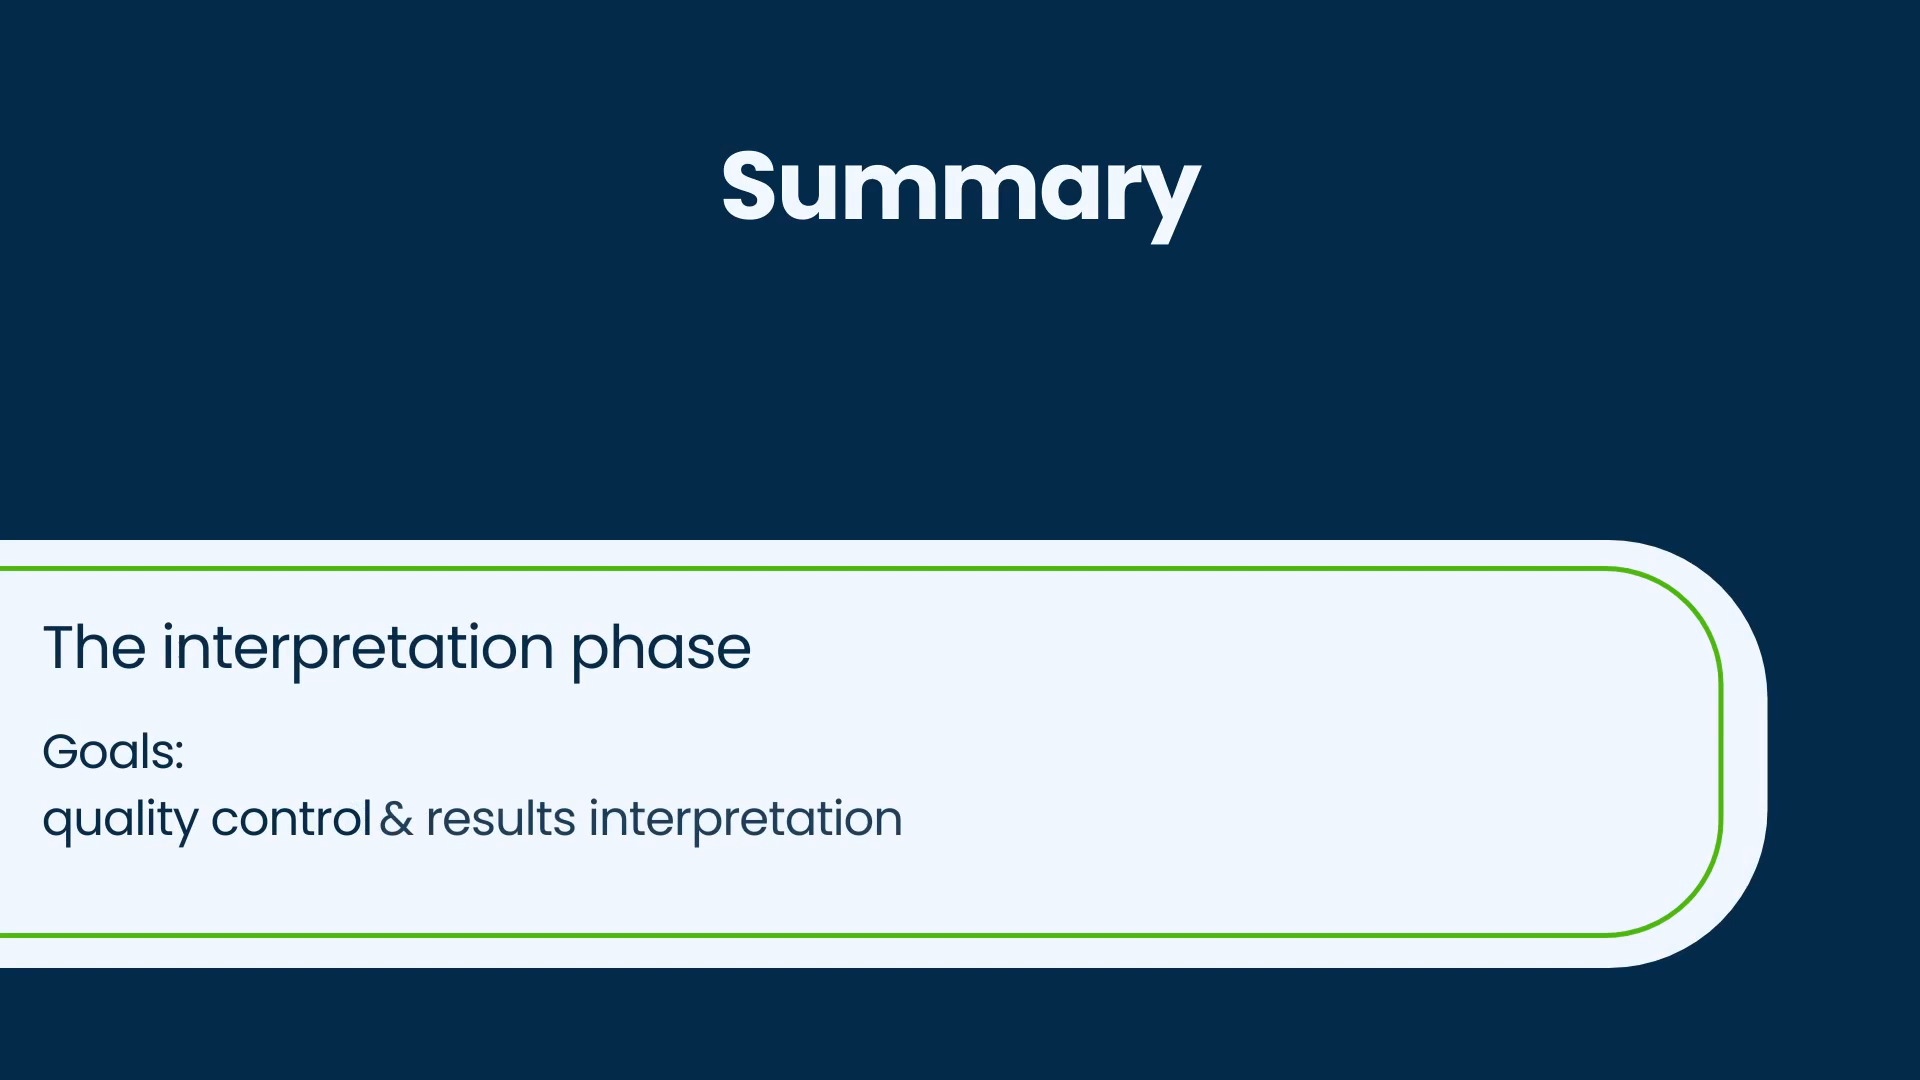 Summary
The interpretation phase
Goals:
quality control & results interpretation